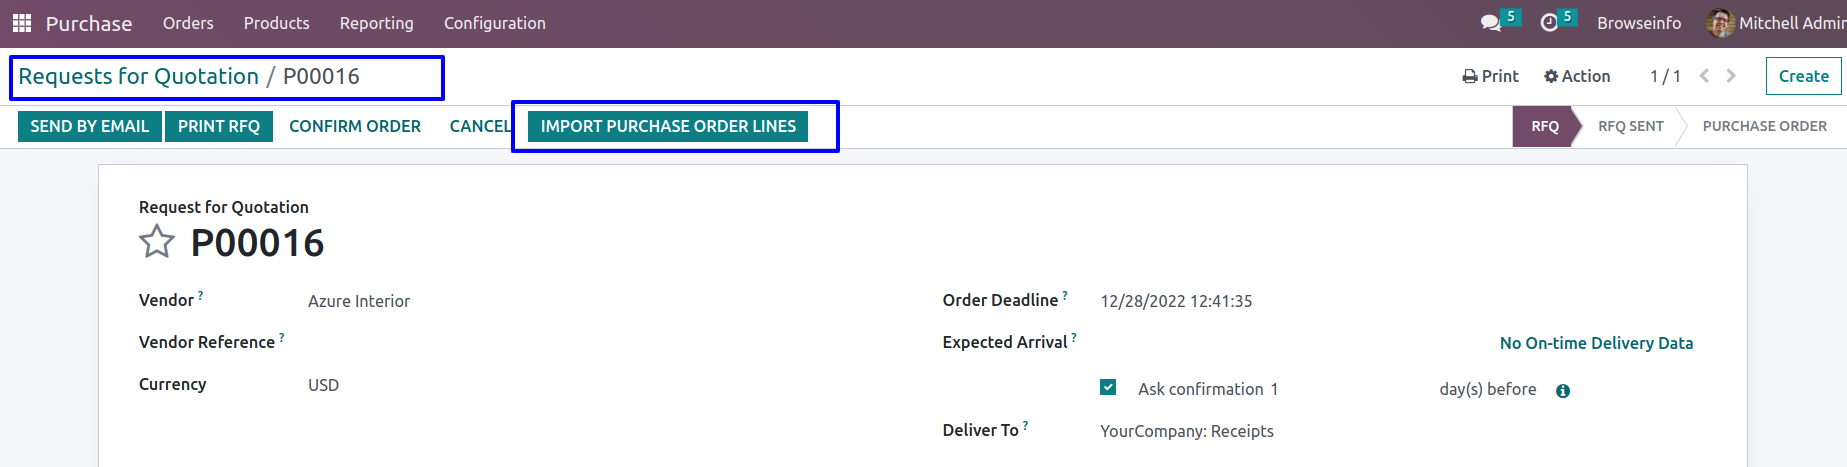 Purchase Orders Products Reporting Configuration 5 5 Browseinfo Mitchell Admin
Requests for Quotation / P00016 Print Action 1 / 1 Create
SEND BY EMAIL PRINT RFQ CONFIRM ORDER CANCEL IMPORT PURCHASE ORDER LINES RFQ RFQ SENT PURCHASE ORDER
Request for Quotation
P00016
Vendor ? Azure Interior Order Deadline ? 12/28/2022 12:41:35
Vendor Reference ? Expected Arrival ? No On-time Delivery Data
Currency USD Ask confirmation 1 day(s) before
Deliver To ? YourCompany: Receipts